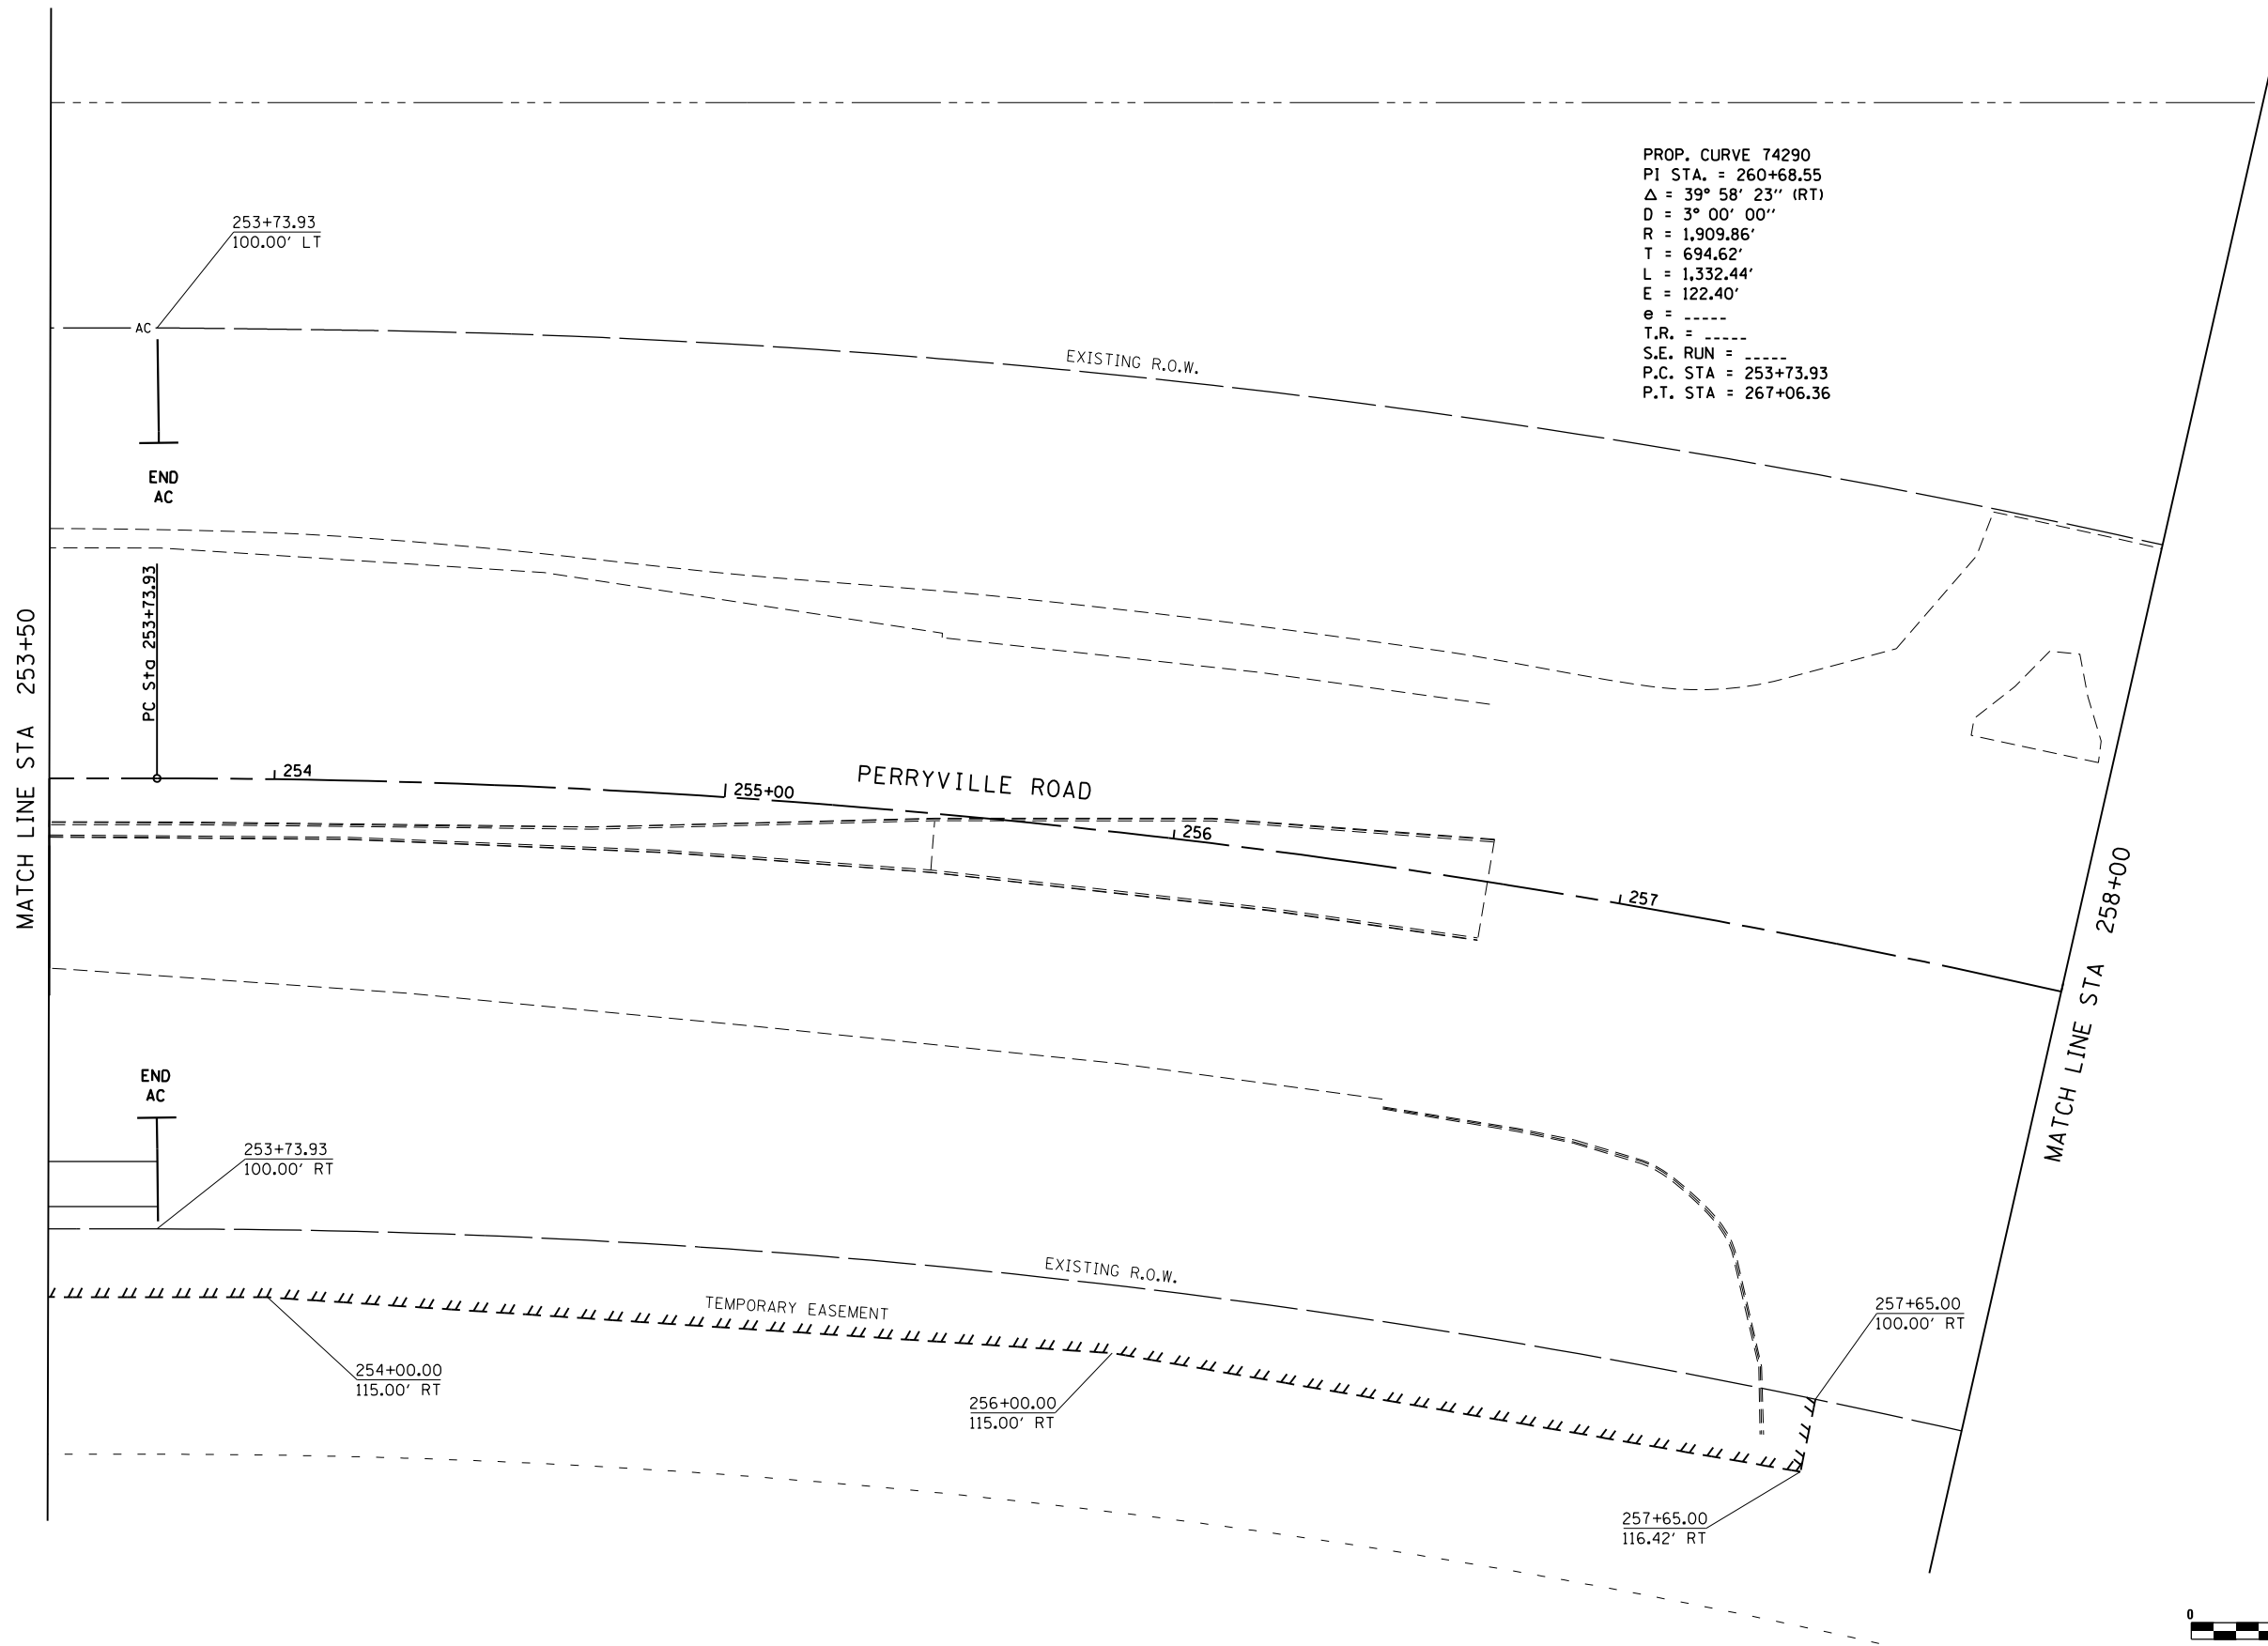 PROP. CURVE 74290
PI STA. = 260+68.55
Δ = 39° 58' 23'' (RT)
D = 3° 00' 00''
R = 1,909.86'
T = 694.62'
L = 1,332.44'
E = 122.40'
e = -----
T.R. = -----
S.E. RUN = -----
P.C. STA = 253+73.93
P.T. STA = 267+06.36
253+73.93
100.00' LT
AC
EXISTING R.O.W.
END
AC
PC Sta 253+73.93
MATCH LINE STA 253+50
254
255+00
PERRYVILLE ROAD
256
257
MATCH LINE STA 258+00
END
AC
253+73.93
100.00' RT
EXISTING R.O.W.
TEMPORARY EASEMENT
257+65.00
100.00' RT
254+00.00
115.00' RT
256+00.00
115.00' RT
257+65.00
116.42' RT
0